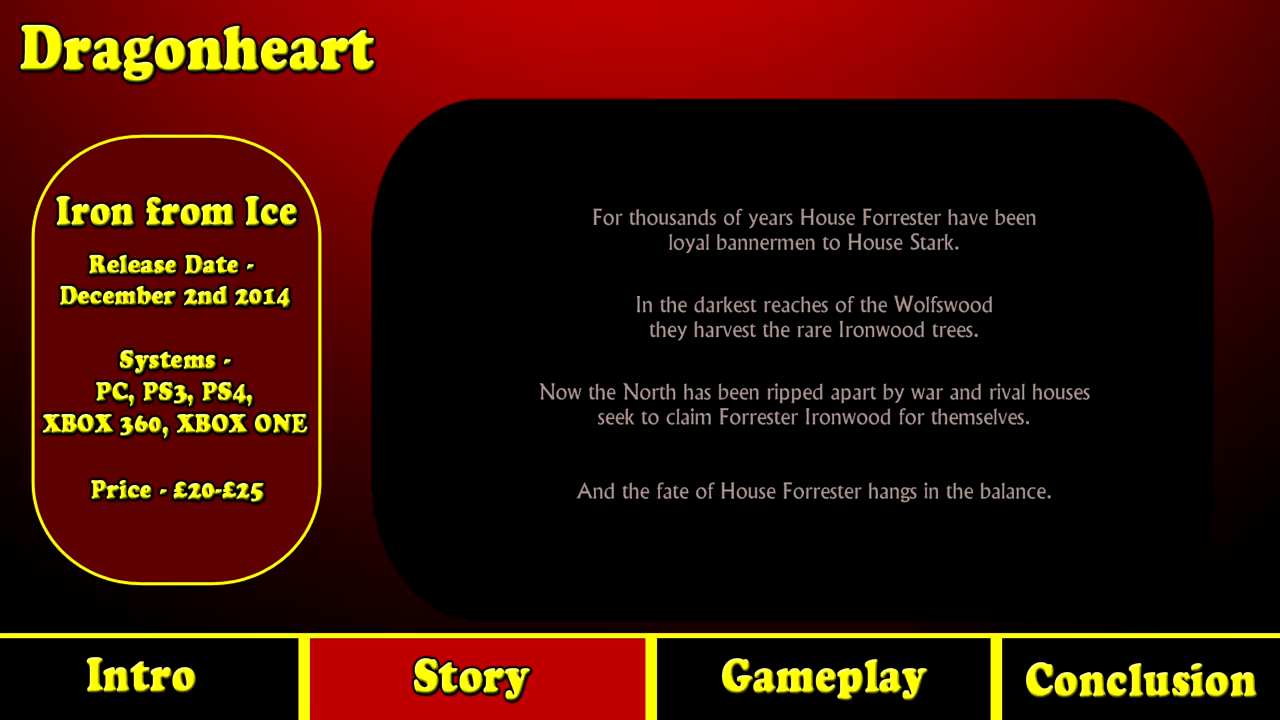 Dragonheart
Iron from Ice
Release Date -
December 2nd 2014
Systems -
PC, PS3, PS4,
XBOX 360, XBOX ONE
Price - £20-£25
For thousands of years House Forrester have been
loyal bannermen to House Stark.
In the darkest reaches of the Wolfswood
they harvest the rare Ironwood trees.
Now the North has been ripped apart by war and rival houses
seek to claim Forrester Ironwood for themselves.
And the fate of House Forrester hangs in the balance.
Intro
Story
Gameplay
Conclusion